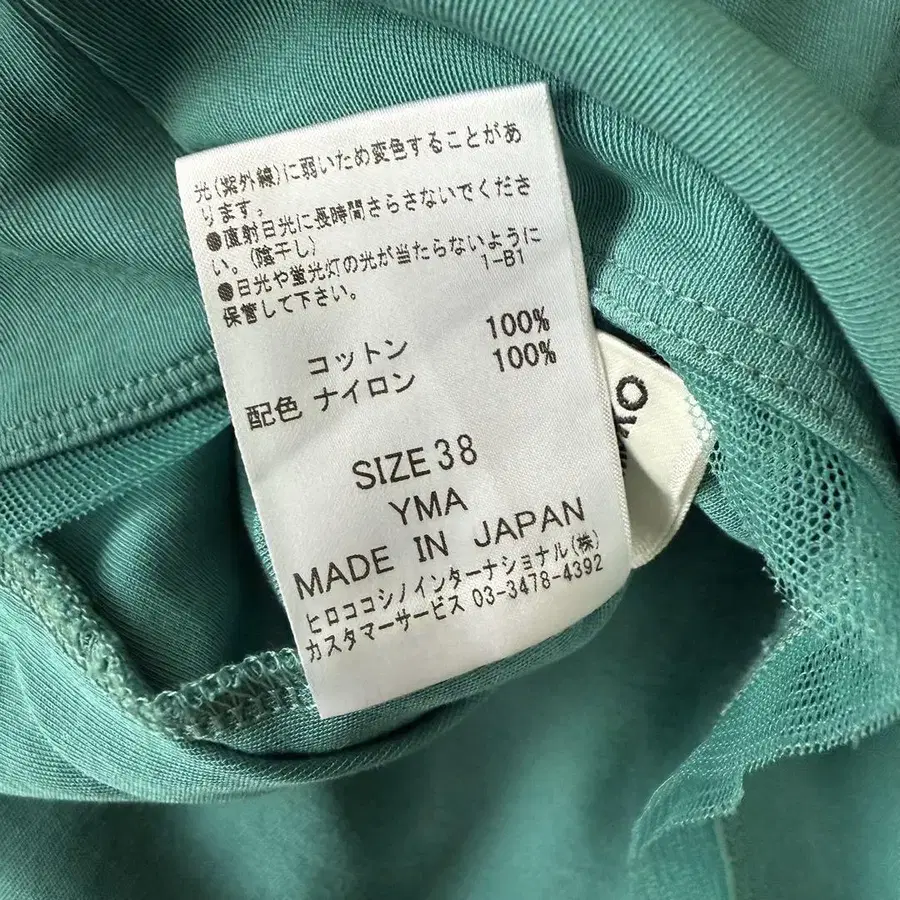 光(紫外線)に弱いため変色することがあ
ります。
●直射日光に長時間さらさないでくださ
い。(陰干し)
●日光や蛍光灯の光が当たらないように
保管して下さい。
1-B1
コットン 100%
配色 ナイロン 100%
SIZE 38
YMA
MADE IN JAPAN
ヒロココシノインターナショナル(株)
カスタマーサービス 03-3478-4392